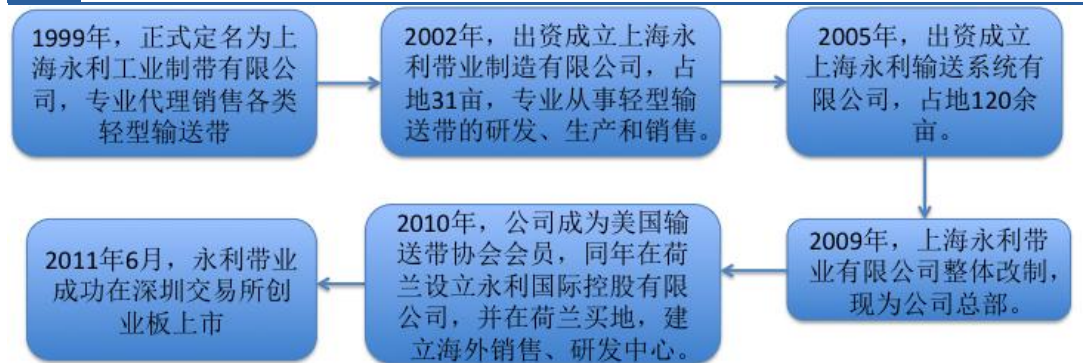 1999年，正式定名为上
海永利工业制带有限公
司，专业代理销售各类
轻型输送带
2002年，出资成立上海永
利带业制造有限公司，占
地31亩，专业从事轻型输
送带的研发、生产和销售。
2005年，出资成立
上海永利输送系统有
限公司，占地120余
亩。
2009年，上海永利带
业有限公司整体改制，
现为公司总部。
2010年，公司成为美国输
送带协会会员，同年在荷
兰设立永利国际控股有限
公司，并在荷兰买地，建
立海外销售、研发中心。
2011年6月，永利带业
成功在深圳交易所创
业板上市